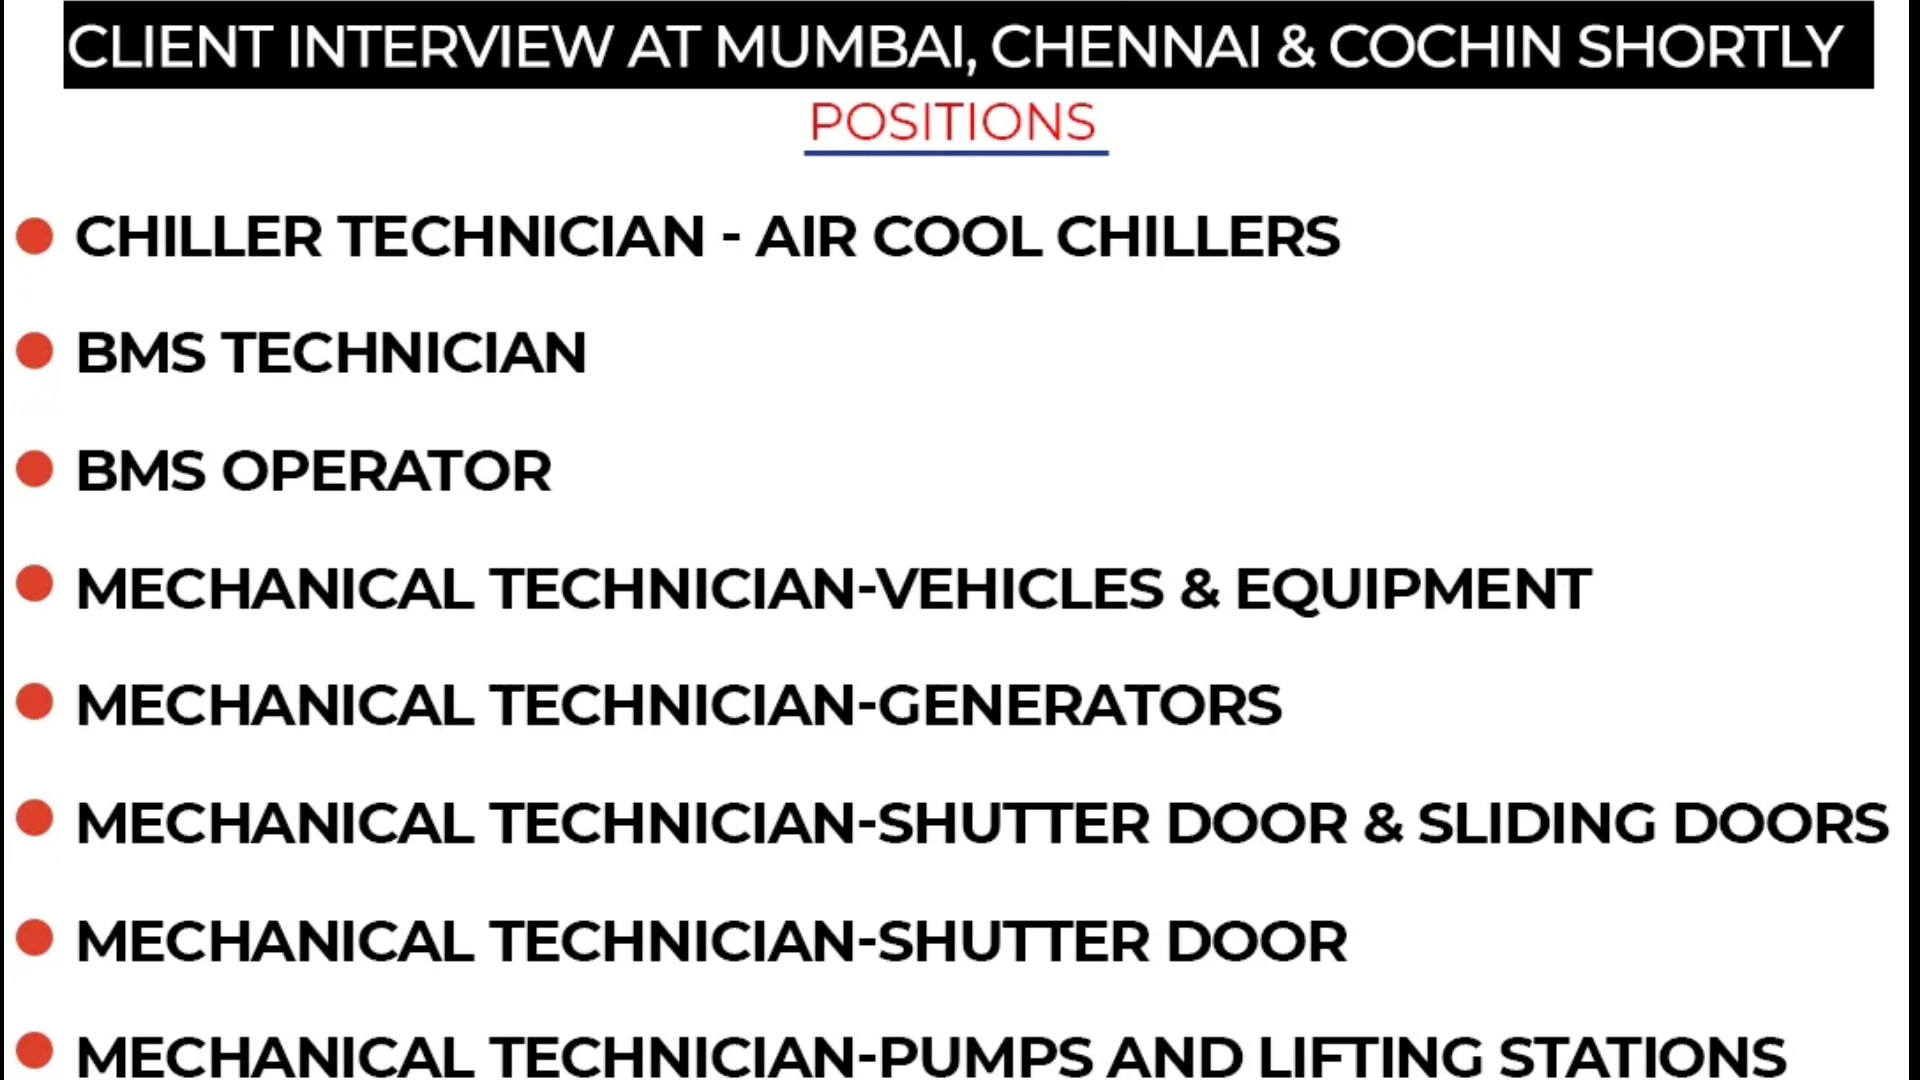 CLIENT INTERVIEW AT MUMBAI, CHENNAI & COCHIN SHORTLY
POSITIONS
CHILLER TECHNICIAN - AIR COOL CHILLERS
BMS TECHNICIAN
BMS OPERATOR
MECHANICAL TECHNICIAN-VEHICLES & EQUIPMENT
MECHANICAL TECHNICIAN-GENERATORS
MECHANICAL TECHNICIAN-SHUTTER DOOR & SLIDING DOORS
MECHANICAL TECHNICIAN-SHUTTER DOOR
MECHANICAL TECHNICIAN-PUMPS AND LIFTING STATIONS